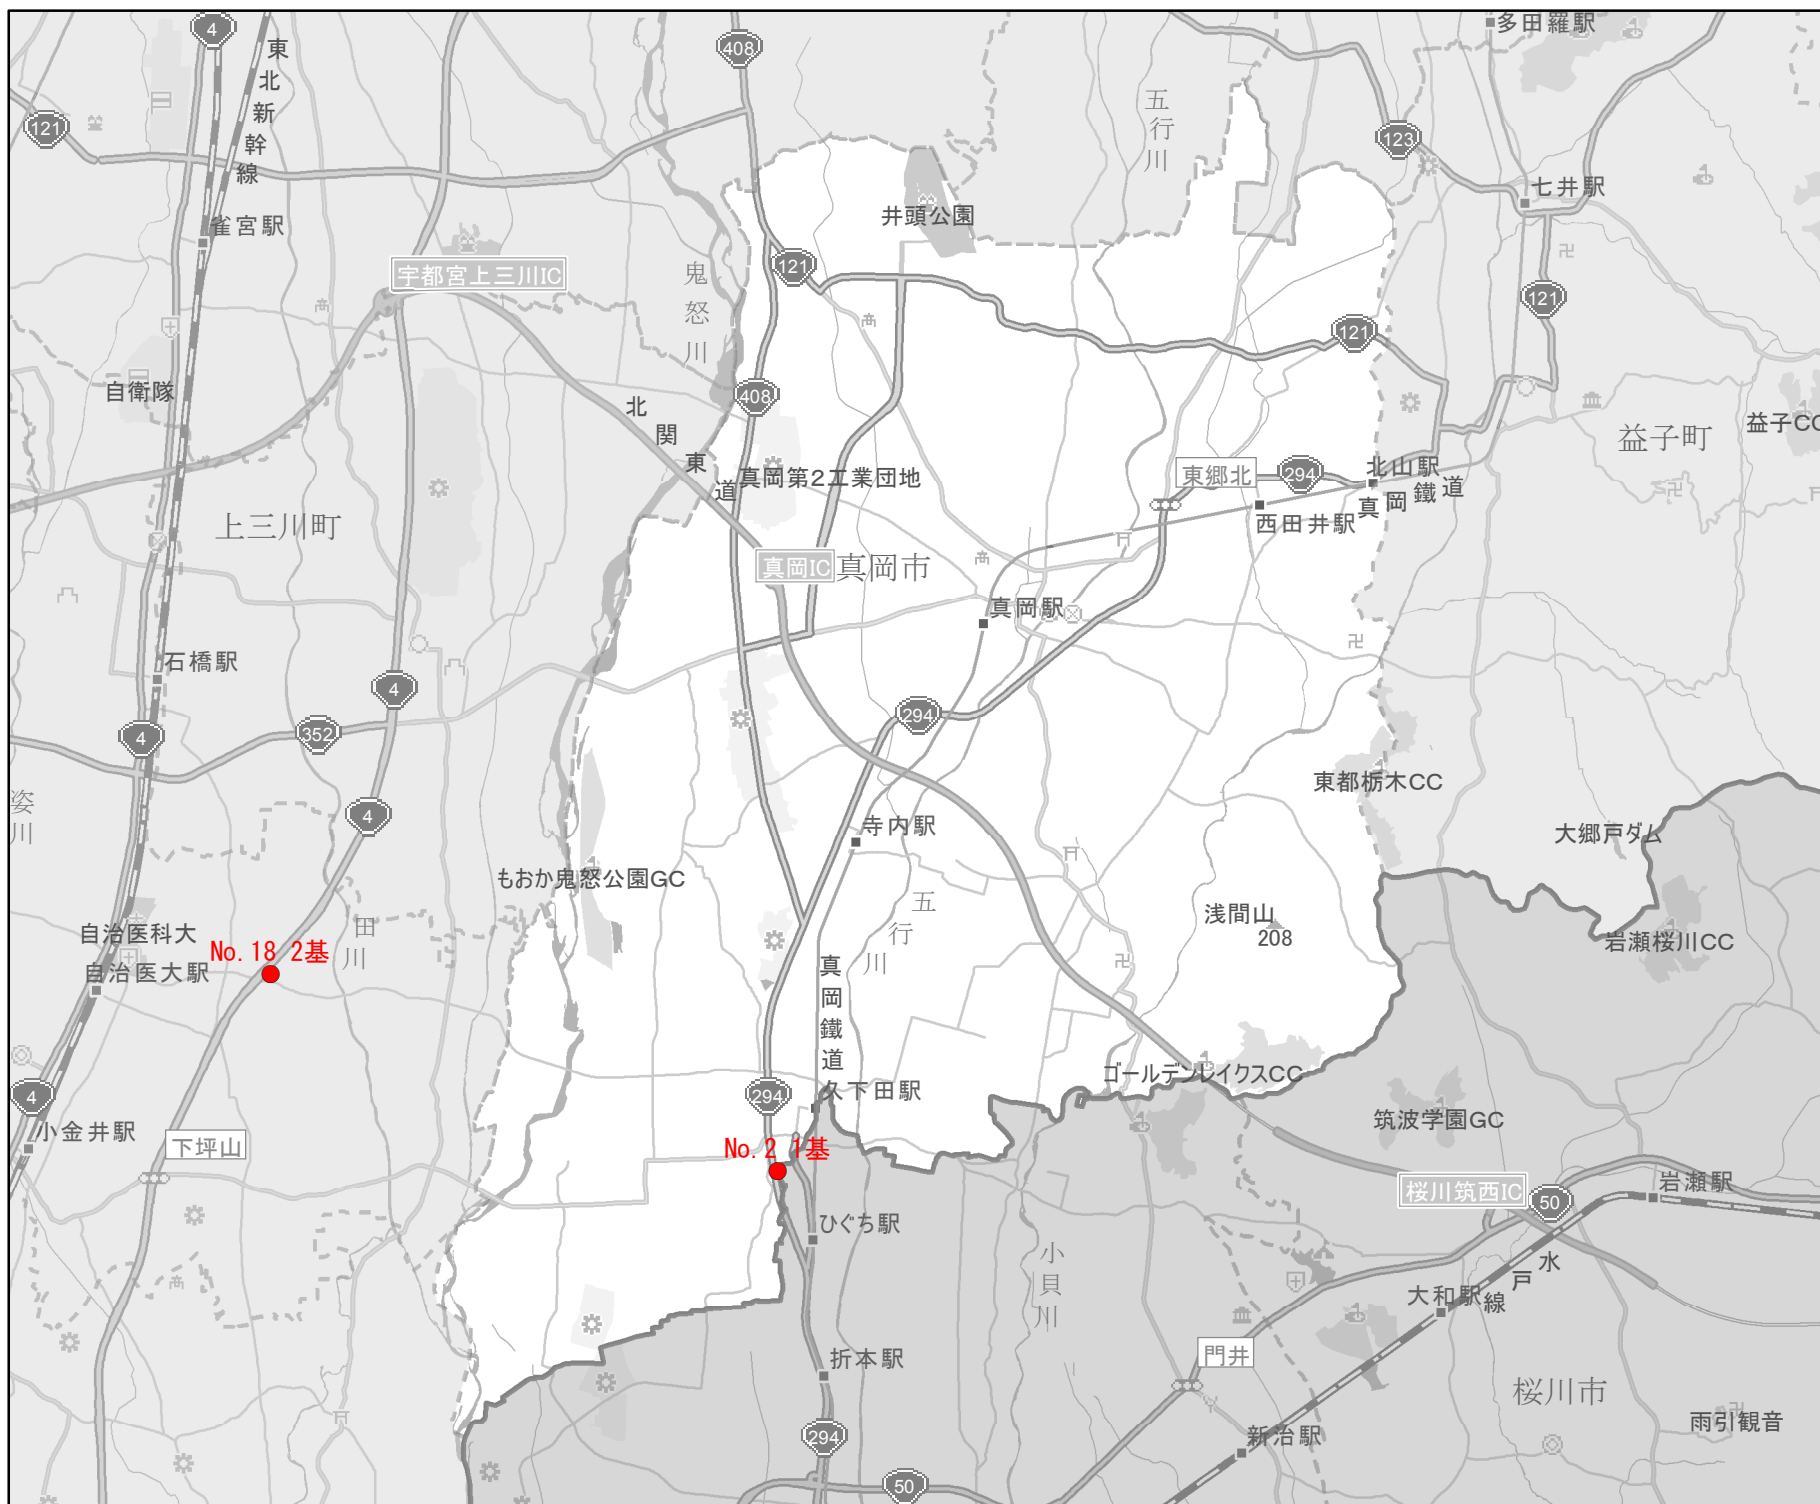 4
東北新幹線
408
多田羅駅
121
五行川
123
七井駅
雀宮駅
井頭公園
宇都宮上三川IC
鬼怒川
121
121
121
自衛隊
408
北関東道
益子町
益子CC
真岡第2工業団地
東郷北
294
北山駅
真岡鐵道
西田井駅
上三川町
真岡IC
真岡市
真岡駅
石橋駅
4
294
4
352
東都栃木CC
姿川
4
寺内駅
大郷戸ダム
もおか鬼怒公園GC
五行川
浅間山
208
田川
自治医科大
No.18 2基
自治医大駅
岩瀬桜川CC
真岡鐵道
ゴールデンレイクスCC
久下田駅
4
294
筑波学園GC
小金井駅
下坪山
No.2 1基
桜川筑西IC
50
岩瀬駅
ひぐち駅
小貝川
水戸線
大和駅
門井
折本駅
桜川市
雨引観音
新治駅
294
50